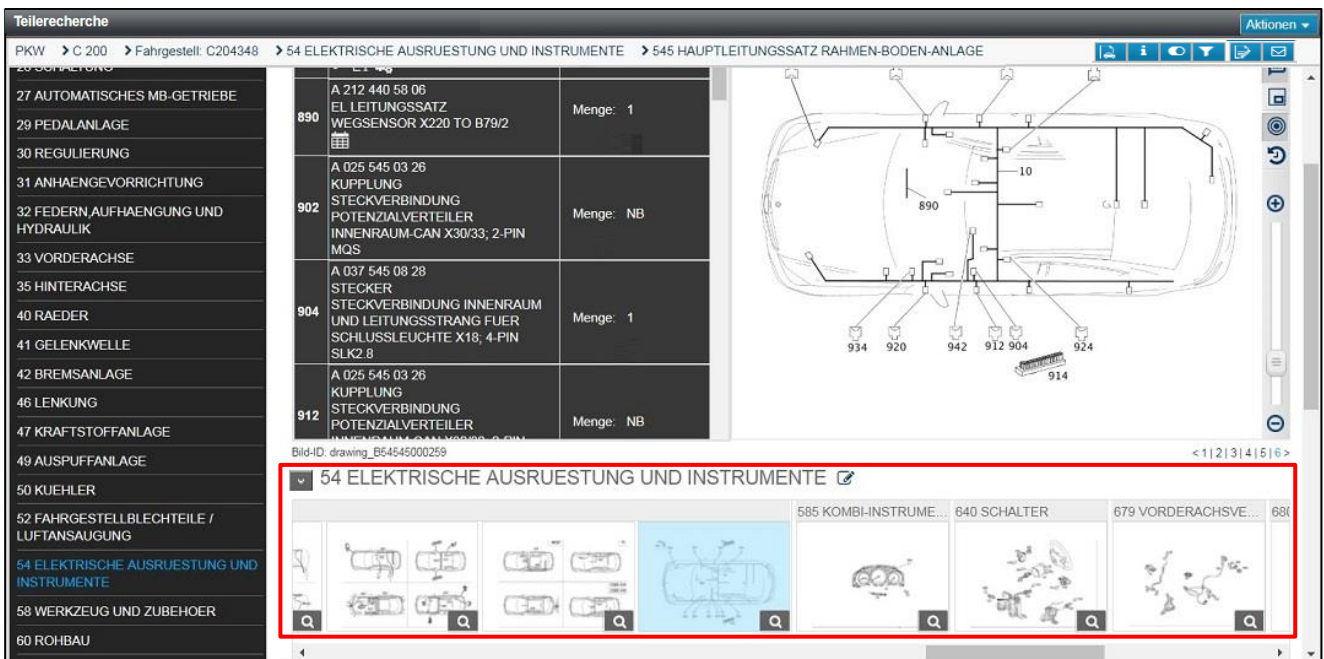 Teilerecherche
Aktionen
PKW > C 200 > Fahrgestell: C204348 > 54 ELEKTRISCHE AUSRUESTUNG UND INSTRUMENTE > 545 HAUPTLEITUNGSSATZ RAHMEN-BODEN-ANLAGE
27 AUTOMATISCHES MB-GETRIEBE
29 PEDALANLAGE
30 REGULIERUNG
31 ANHAENGEVORRICHTUNG
32 FEDERN,AUFHAENGUNG UND
HYDRAULIK
33 VORDERACHSE
35 HINTERACHSE
40 RAEDER
41 GELENKWELLE
42 BREMSANLAGE
46 LENKUNG
47 KRAFTSTOFFANLAGE
49 AUSPUFFANLAGE
50 KUEHLER
52 FAHRGESTELLBLECHTEILE /
LUFTANSAUGUNG
54 ELEKTRISCHE AUSRUESTUNG UND
INSTRUMENTE
58 WERKZEUG UND ZUBEHOER
60 ROHBAU
890
A 212 440 58 06
EL LEITUNGSSATZ
WEGSENSOR X220 TO B79/2
Menge: 1
902
A 025 545 03 26
KUPPLUNG
STECKVERBINDUNG
POTENZIALVERTEILER
INNENRAUM-CAN X30/33; 2-PIN
MQS
Menge: NB
904
A 037 545 08 28
STECKER
STECKVERBINDUNG INNENRAUM
UND LEITUNGSSTRANG FUER
SCHLUSSLEUCHTE X18; 4-PIN
SLK2.8
Menge: 1
912
A 025 545 03 26
KUPPLUNG
STECKVERBINDUNG
POTENZIALVERTEILER
Menge: NB
10
890
G
934 920 942 912 904 924
914
Bild-ID: drawing_B54545000259
<1|2|3|4|5|6>
54 ELEKTRISCHE AUSRUESTUNG UND INSTRUMENTE
585 KOMBI-INSTRUME... 640 SCHALTER 679 VORDERACHSVE... 680